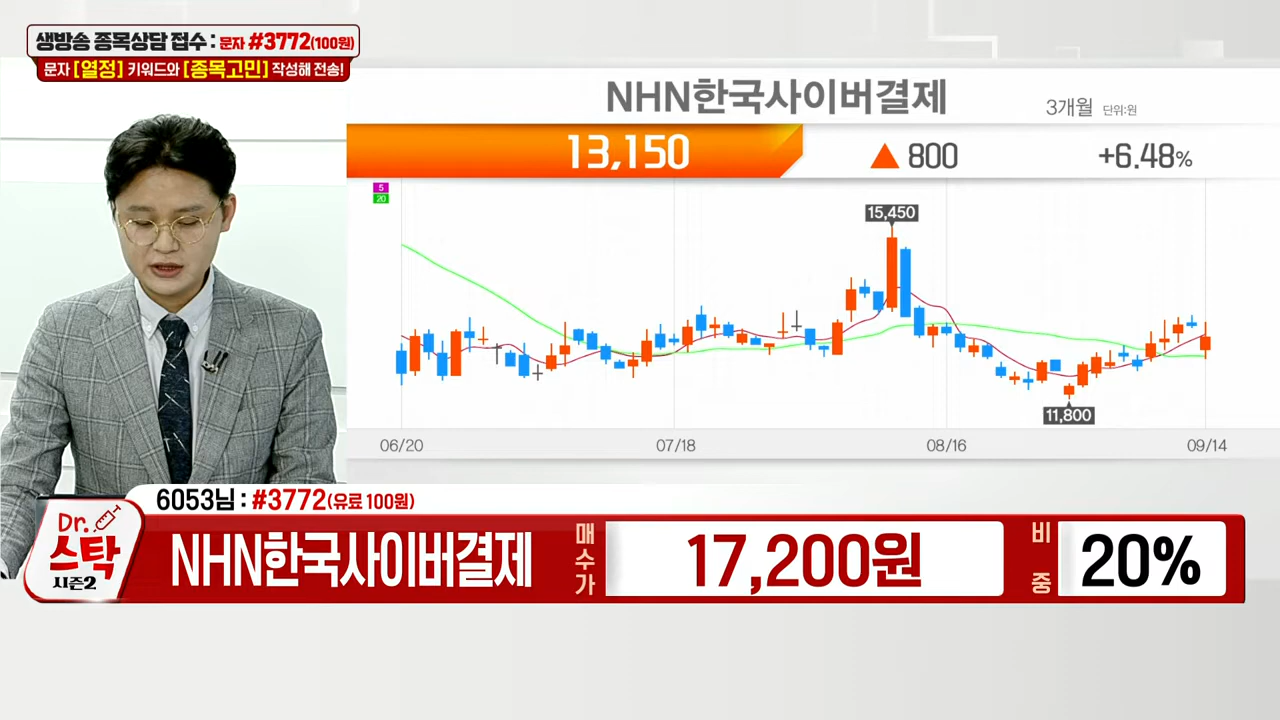 생방송 종목상담 접수 : 문자 #3772(100원)
문자 [열정] 키워드와 [종목고민] 작성해 전송!
NHN한국사이버결제
3개월 단위:원
13,150 ▲ 800 +6.48%
5
20
15,450
11,800
06/20 07/18 08/16 09/14
6053님 : #3772(유료 100원)
Dr.
스탁
시즌2
NHN한국사이버결제 매수가 17,200원 비중 20%